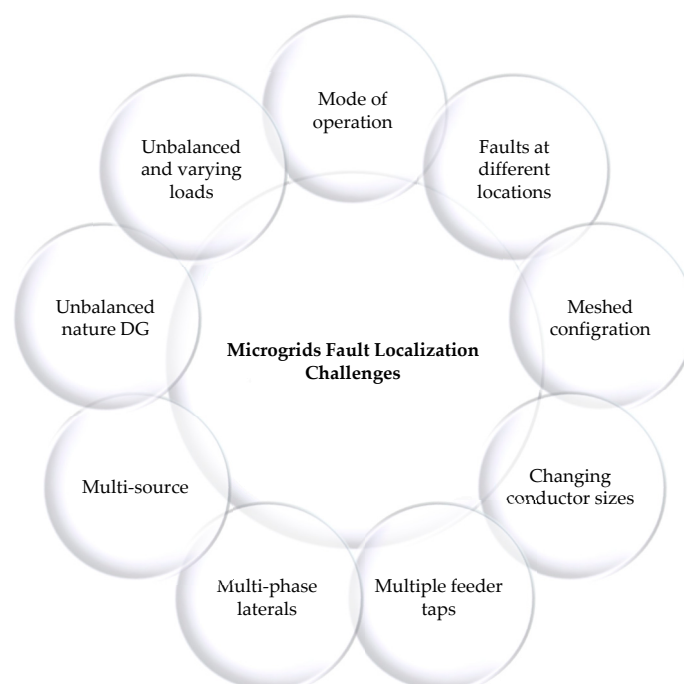 Mode of
operation
Faults at
different
locations
Meshed
configration
Changing
conductor sizes
Multiple feeder
taps
Multi-phase
laterals
Multi-source
Unbalanced
nature DG
Unbalanced
and varying
loads
Microgrids Fault Localization
Challenges